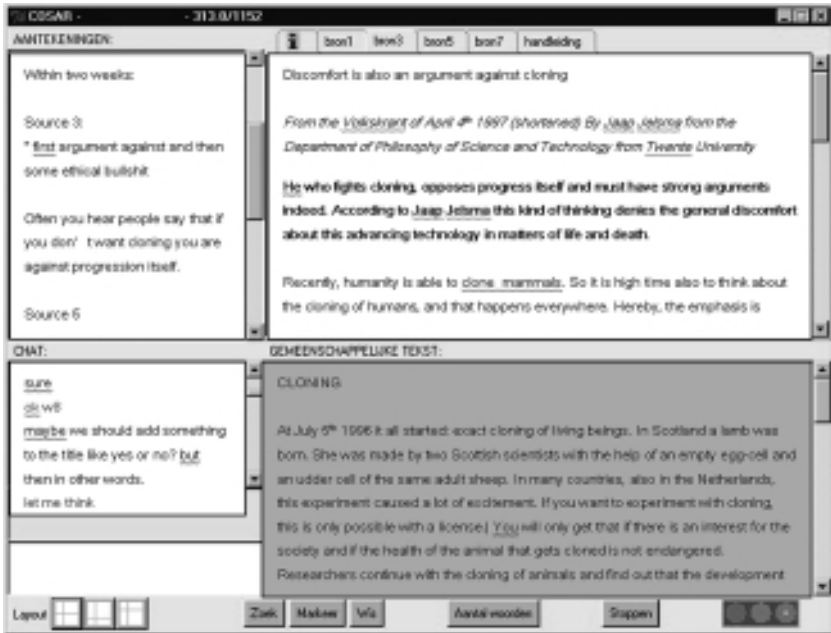 COSAR - - 313.0/1152
AANTEKENINGEN:
bron1 bron3 bron5 bron7 handleiding
Within two weeks:
Source 3:
* first argument against and then
some ethical bullshit
Often you hear people say that if
you don' t want cloning you are
against progression itself.
Source 5
Discomfort is also an argument against cloning
From the Volkskrant of April 4th 1997 (shortened) By Jaap Jelsma from the
Department of Philosophy of Science and Technology from Twente University
He who fights cloning, opposes progress itself and must have strong arguments
indeed. According to Jaap Jelsma this kind of thinking denies the general discomfort
about this advancing technology in matters of life and death.
Recently, humanity is able to clone mammals. So it is high time also to think about
the cloning of humans, and that happens everywhere. Hereby, the emphasis is
CHAT:
sure
ok w8
maybe we should add something
to the title like yes or no? but
then in other words.
let me think
GEMEENSCHAPPELIJKE TEKST:
CLONING
At July 5th 1996 it all started: exact cloning of living beings. In Scotland a lamb was
born. She was made by two Scottish scientists with the help of an empty egg-cell and
an udder cell of the same adult sheep. In many countries, also in the Netherlands,
this experiment caused a lot of excitement. If you want to experiment with cloning,
this is only possible with a license.| You will only get that if there is an interest for the
society and if the health of the animal that gets cloned is not endangered.
Researchers continue with the cloning of animals and find out that the development
Layout Zoek Markeer Wis Aantal woorden Stoppen